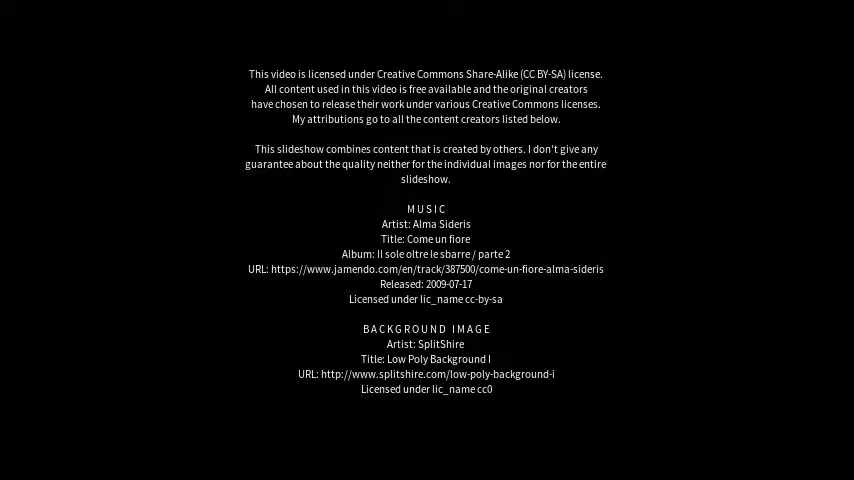 This video is licensed under Creative Commons Share-Alike (CC BY-SA) license.
All content used in this video is free available and the original creators
have chosen to release their work under various Creative Commons licenses.
My attributions go to all the content creators listed below.
This slideshow combines content that is created by others. I don't give any
guarantee about the quality neither for the individual images nor for the entire
slideshow.
MUSIC
Artist: Alma Sideris
Title: Come un fiore
Album: Il sole oltre le sbarre / parte 2
URL: https://www.jamendo.com/en/track/387500/come-un-fiore-alma-sideris
Released: 2009-07-17
Licensed under lic_name cc-by-sa
BACKGROUND IMAGE
Artist: SplitShire
Title: Low Poly Background I
URL: http://www.splitshire.com/low-poly-background-i
Licensed under lic_name cc0